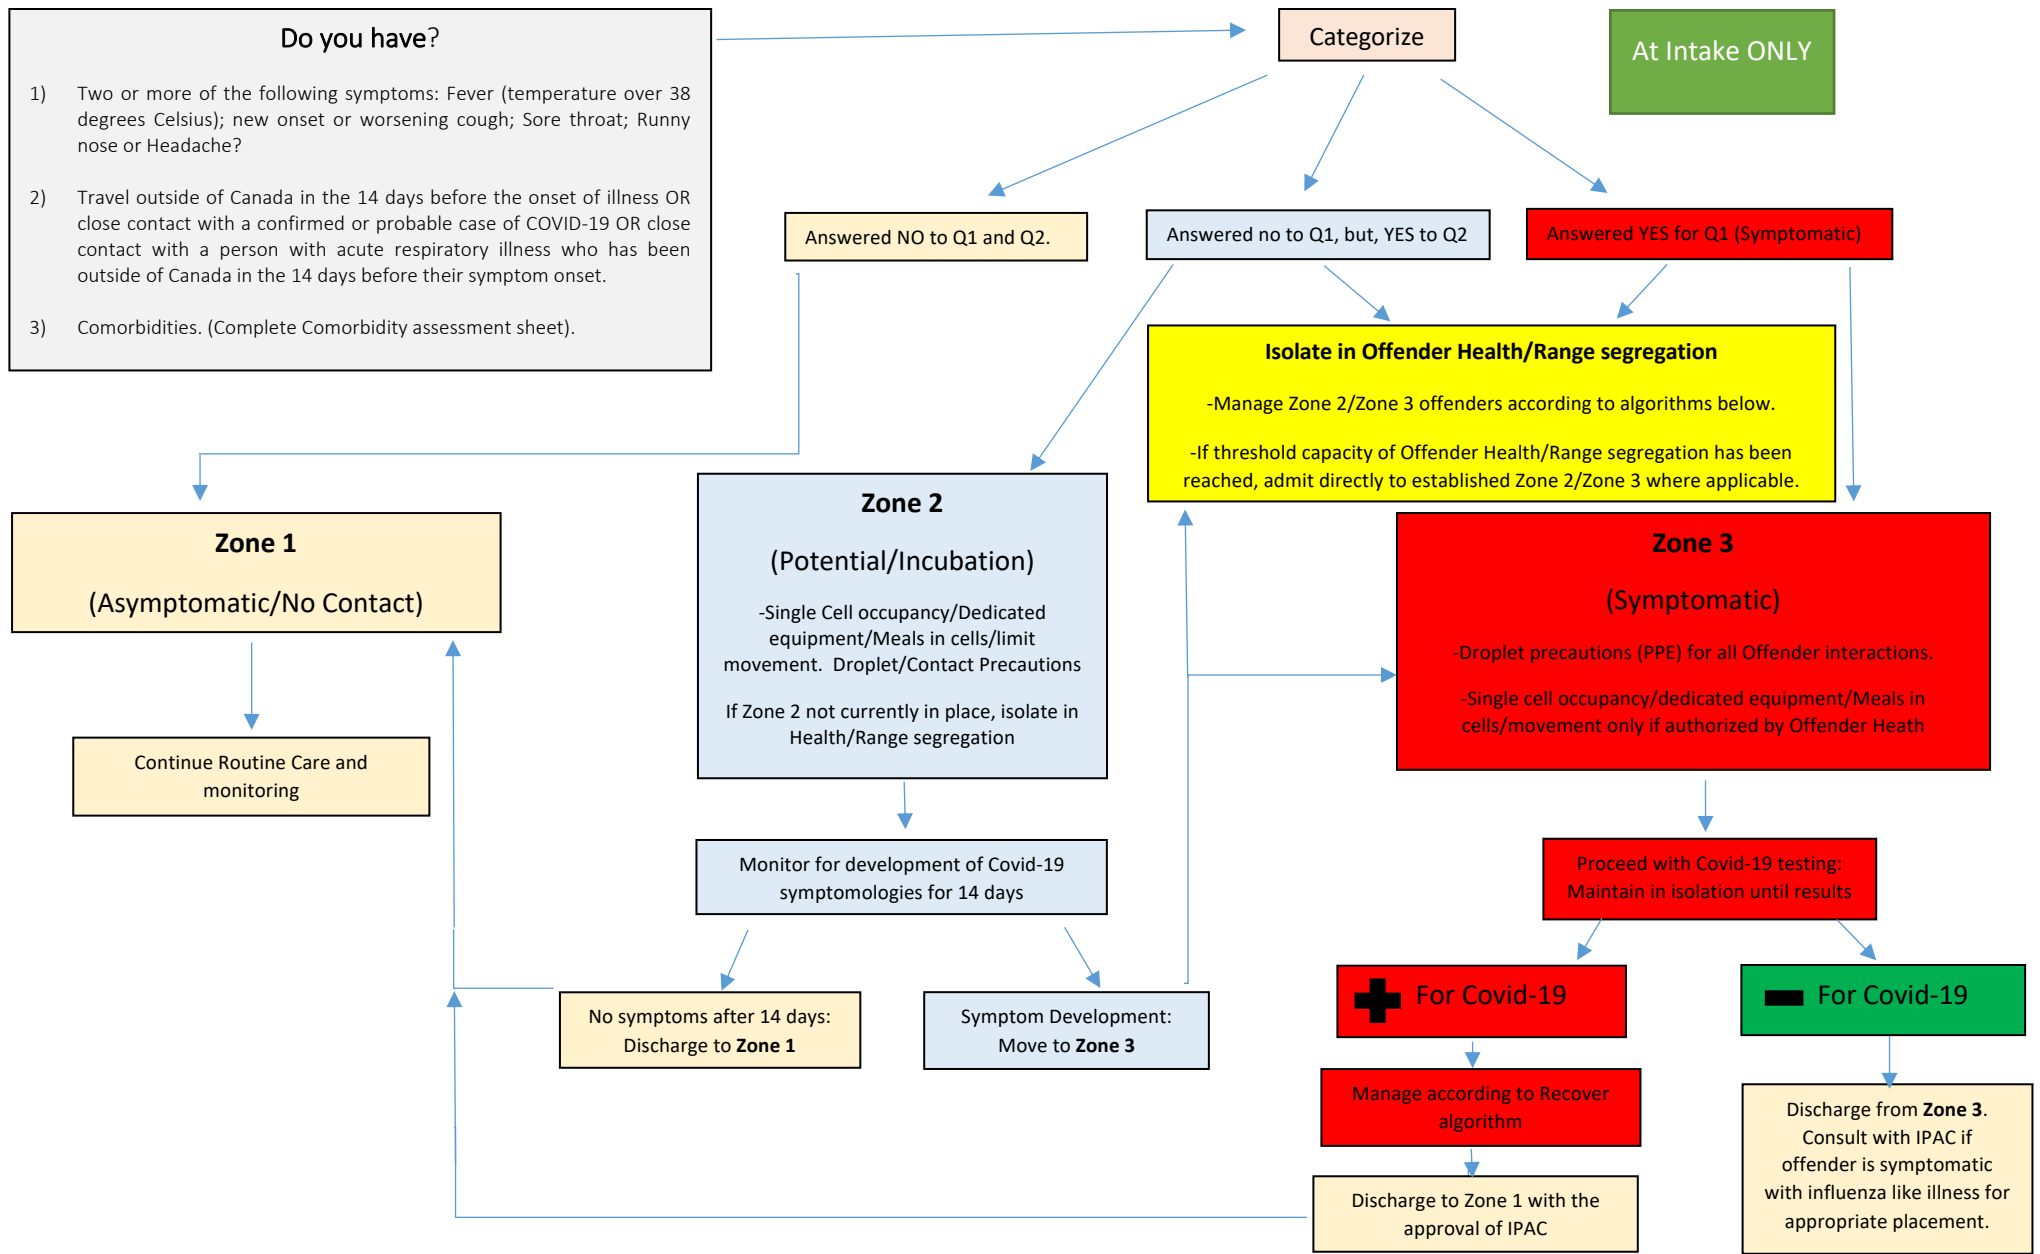 Do you have?
1) Two or more of the following symptoms: Fever (temperature over 38
degrees Celsius); new onset or worsening cough; Sore throat; Runny
nose or Headache?
2) Travel outside of Canada in the 14 days before the onset of illness OR
close contact with a confirmed or probable case of COVID-19 OR close
contact with a person with acute respiratory illness who has been
outside of Canada in the 14 days before their symptom onset.
3) Comorbidities. (Complete Comorbidity assessment sheet).
Categorize
At Intake ONLY
Answered NO to Q1 and Q2.
Answered no to Q1, but, YES to Q2
Answered YES for Q1 (Symptomatic)
Isolate in Offender Health/Range segregation
-Manage Zone 2/Zone 3 offenders according to algorithms below.
-If threshold capacity of Offender Health/Range segregation has been
reached, admit directly to established Zone 2/Zone 3 where applicable.
Zone 1
(Asymptomatic/No Contact)
Continue Routine Care and
monitoring
Zone 2
(Potential/Incubation)
-Single Cell occupancy/Dedicated
equipment/Meals in cells/limit
movement. Droplet/Contact Precautions
If Zone 2 not currently in place, isolate in
Health/Range segregation
Monitor for development of Covid-19
symptomologies for 14 days
No symptoms after 14 days:
Discharge to Zone 1
Symptom Development:
Move to Zone 3
Zone 3
(Symptomatic)
-Droplet precautions (PPE) for all Offender interactions.
-Single cell occupancy/dedicated equipment/Meals in
cells/movement only if authorized by Offender Heath
Proceed with Covid-19 testing:
Maintain in isolation until results
For Covid-19
For Covid-19
Manage according to Recover
algorithm
Discharge to Zone 1 with the
approval of IPAC
Discharge from Zone 3.
Consult with IPAC if
offender is symptomatic
with influenza like illness for
appropriate placement.